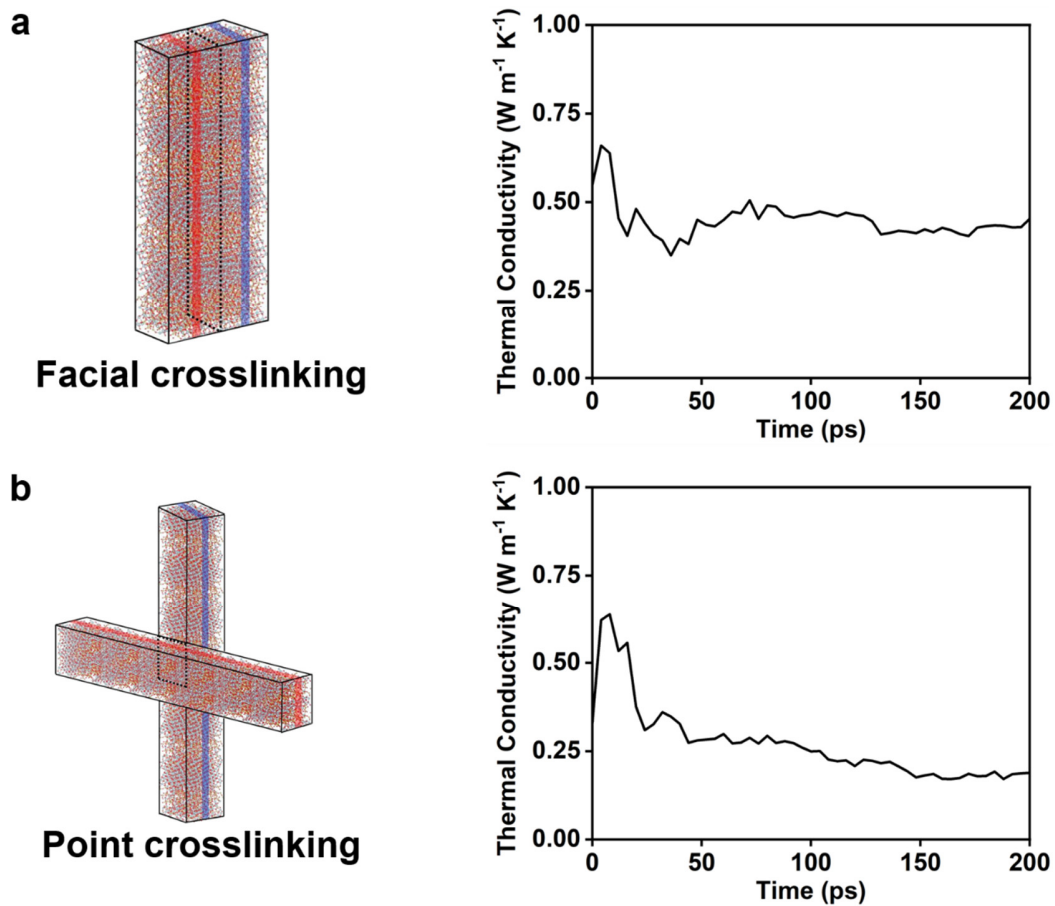 a
Facial crosslinking
Thermal Conductivity (W m⁻¹ K⁻¹)
1.00
0.75
0.50
0.25
0.00
0 50 100 150 200
Time (ps)
b
Point crosslinking
Thermal Conductivity (W m⁻¹ K⁻¹)
1.00
0.75
0.50
0.25
0.00
0 50 100 150 200
Time (ps)